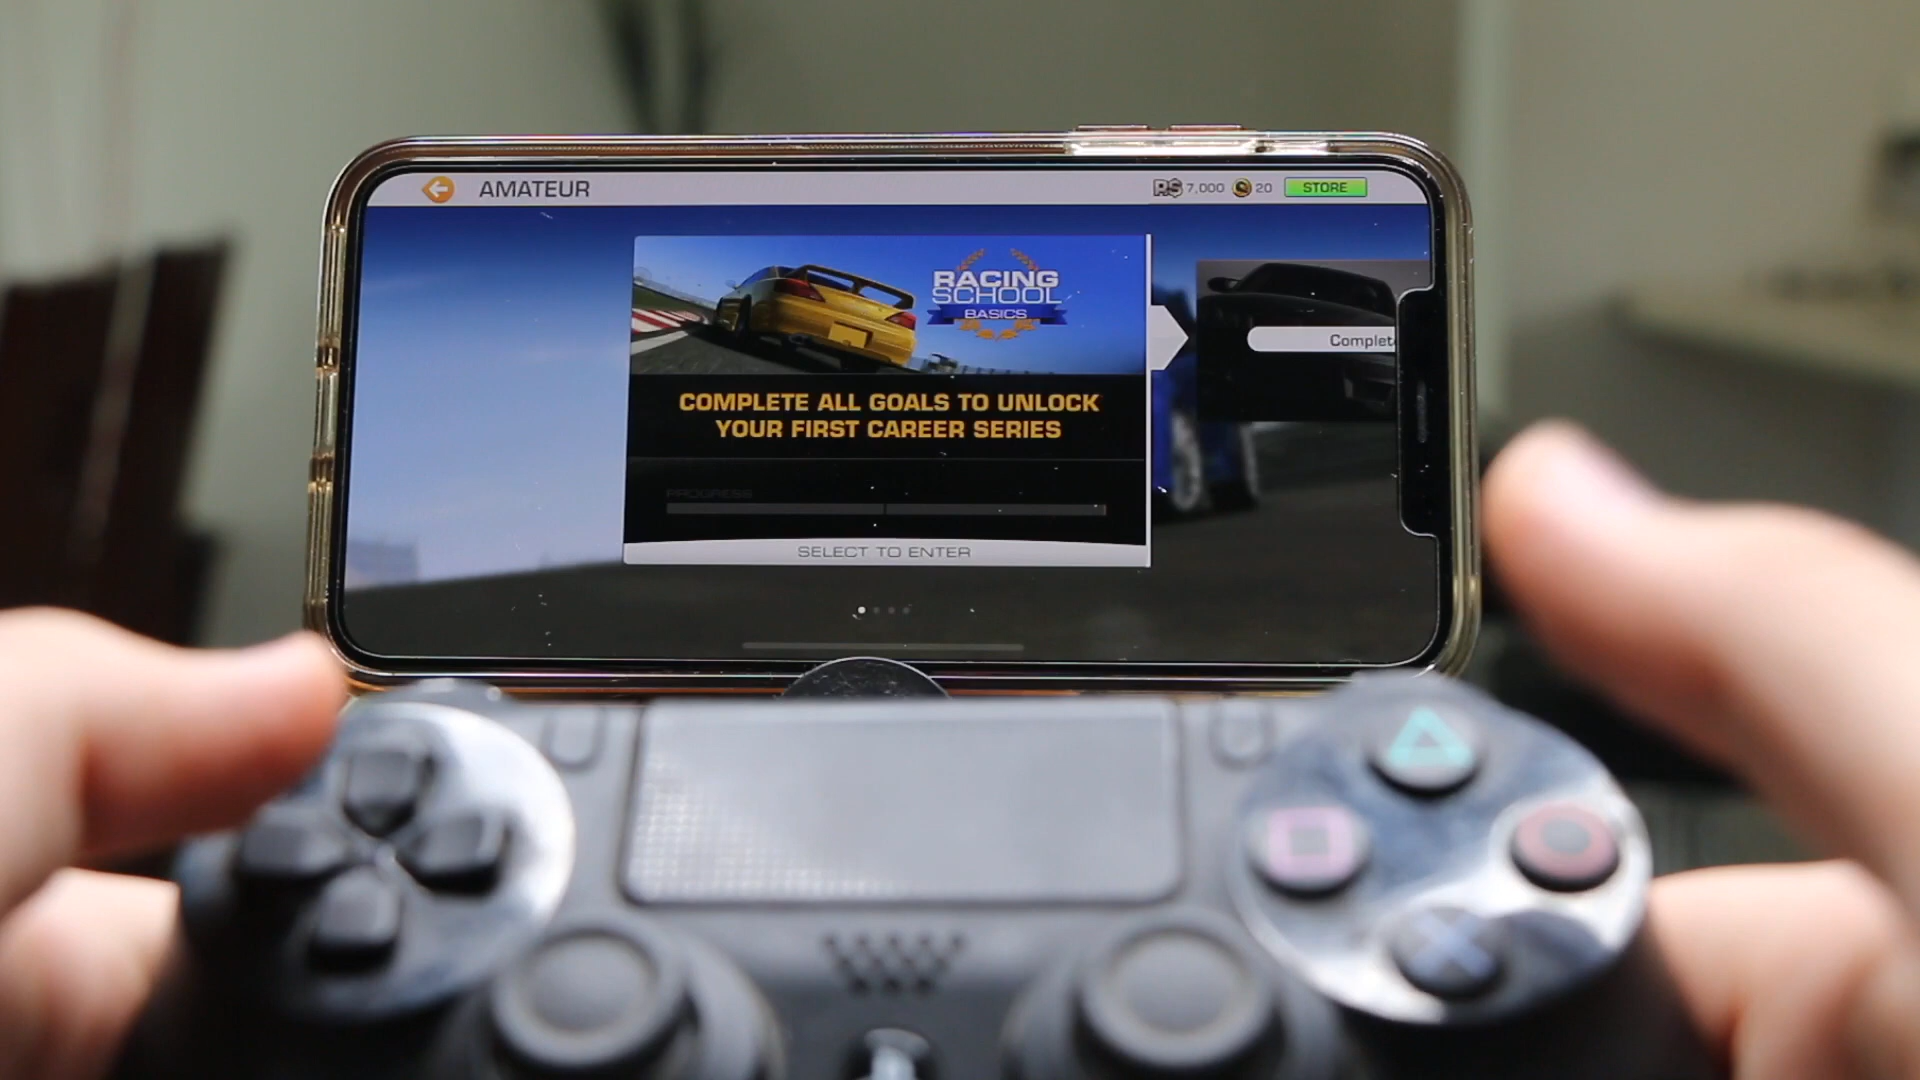 AMATEUR
R$ 7,000 20 STORE
RACING
SCHOOL
BASICS
COMPLETE ALL GOALS TO UNLOCK
YOUR FIRST CAREER SERIES
PROGRESS
SELECT TO ENTER
Complet